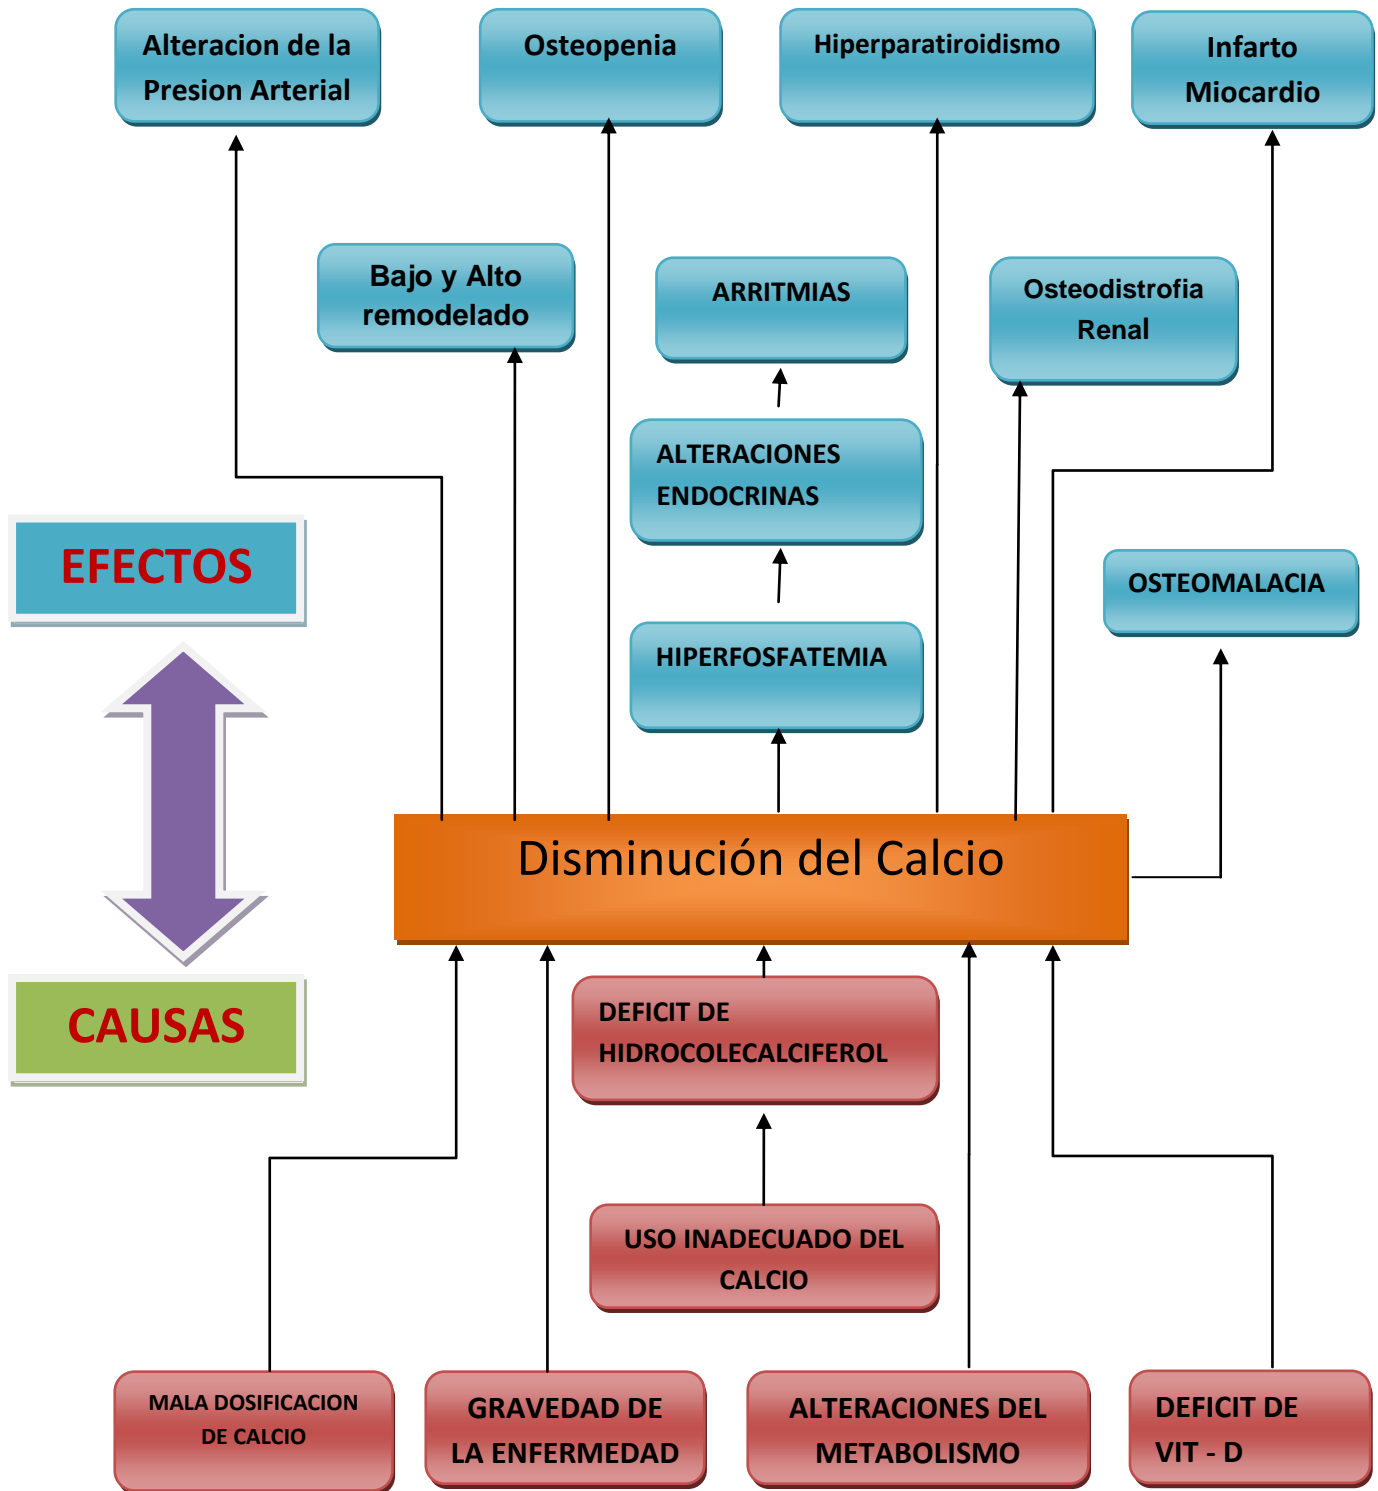 Alteracion de la
Presion Arterial
Osteopenia
Hiperparatiroidismo
Infarto
Miocardio
Bajo y Alto
remodelado
ARRITMIAS
Osteodistrofia
Renal
ALTERACIONES
ENDOCRINAS
EFECTOS
OSTEOMALACIA
HIPERFOSFATEMIA
Disminución del Calcio
CAUSAS
DEFICIT DE
HIDROCOLECALCIFEROL
USO INADECUADO DEL
CALCIO
MALA DOSIFICACION
DE CALCIO
GRAVEDAD DE
LA ENFERMEDAD
ALTERACIONES DEL
METABOLISMO
DEFICIT DE
VIT - D